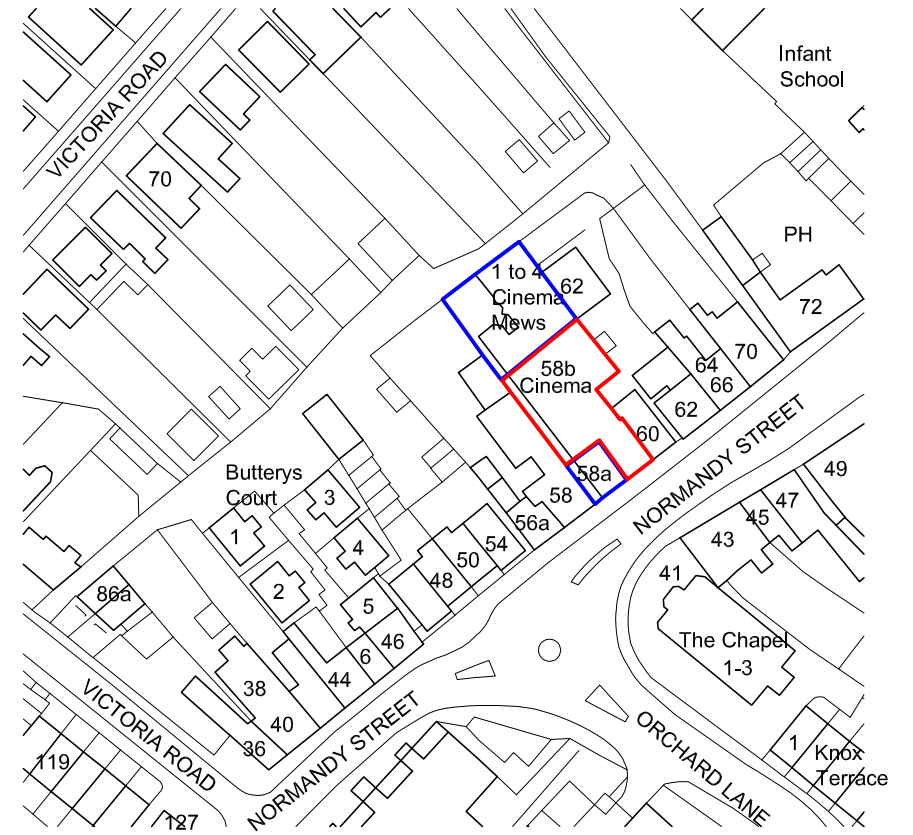 Infant
School
VICTORIA ROAD
70
PH
1 to 4
Cinema
Mews
62
72
58b
Cinema
70
64
66
62
60
NORMANDY STREET
58a
58
56a
54
50
48
49
47
45
43
41
Butterys
Court
3
1
4
2
5
86a
46
6
44
38
40
36
The Chapel
1-3
VICTORIA ROAD
NORMANDY STREET
ORCHARD LANE
1
Knox
Terrace
119
127